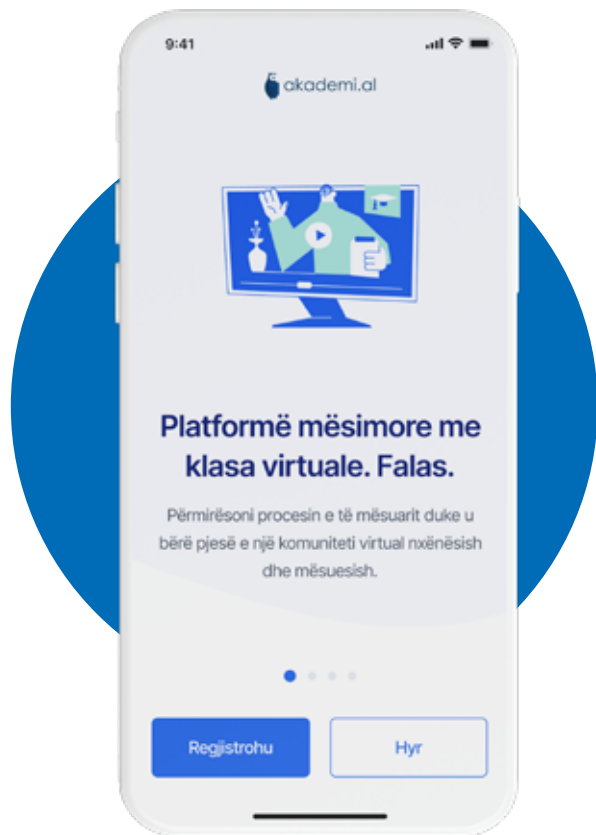 9:41
akademi.al
Platformë mësimore me
klasa virtuale. Falas.
Përmirësoni procesin e të mësuarit duke u
bërë pjesë e një komuniteti virtual nxënësish
dhe mësuesish.
Regjistrohu
Hyr